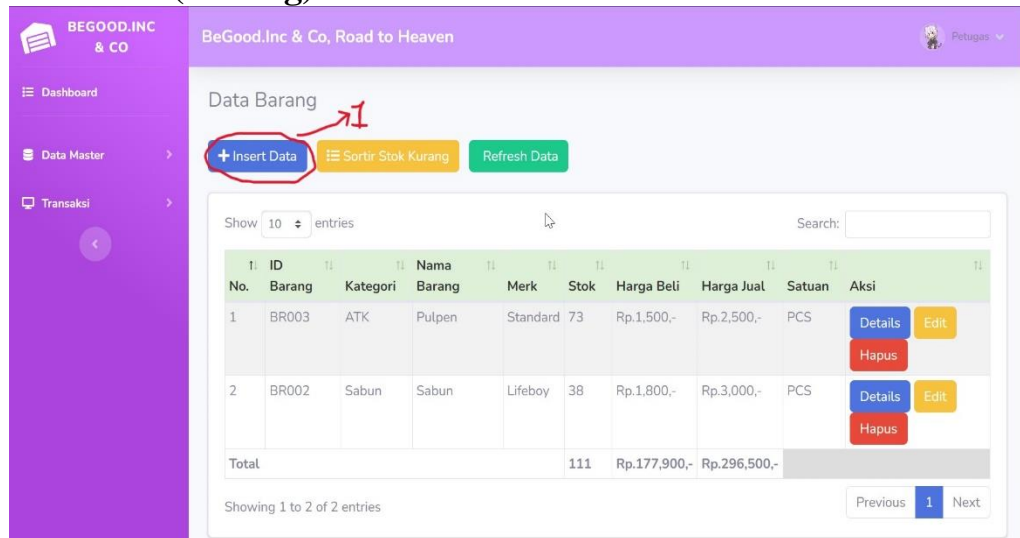 BEGOOD.INC
& CO
BeGood.Inc & Co, Road to Heaven
Petugas
Dashboard
Data Master
Transaksi
Data Barang
1
+ Insert Data
Sortir Stok Kurang
Refresh Data
Show 10 entries
Search:
No. ID Barang Kategori Nama Barang Merk Stok Harga Beli Harga Jual Satuan Aksi
1 BR003 ATK Pulpen Standard 73 Rp.1,500,- Rp.2,500,- PCS Details Edit
Hapus
2 BR002 Sabun Sabun Lifeboy 38 Rp.1,800,- Rp.3,000,- PCS Details Edit
Hapus
Total 111 Rp.177,900,- Rp.296,500,-
Showing 1 to 2 of 2 entries
Previous 1 Next